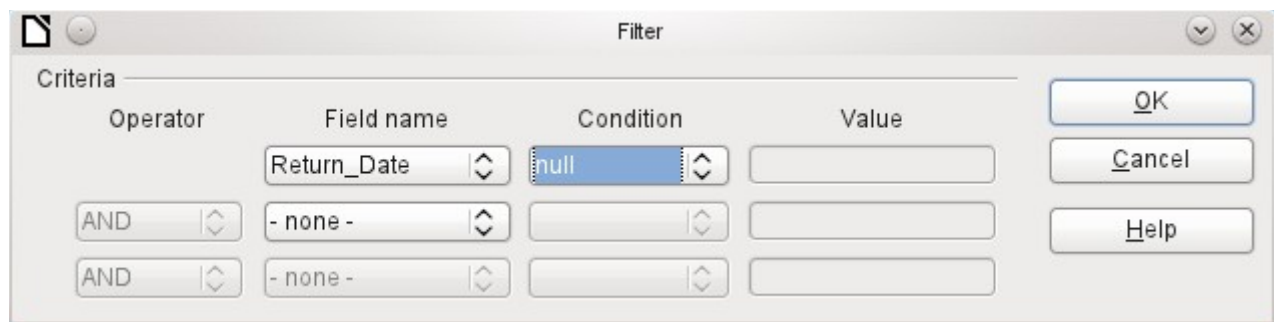 Filter
Criteria
Operator Field name Condition Value
Return_Date null
AND - none -
AND - none -
OK
Cancel
Help